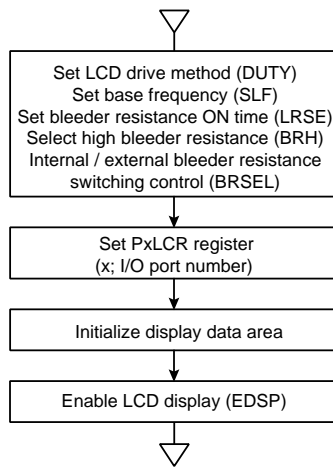 Set LCD drive method (DUTY)
Set base frequency (SLF)
Set bleeder resistance ON time (LRSE)
Select high bleeder resistance (BRH)
Internal / external bleeder resistance
switching control (BRSEL)
Set PxLCR register
(x; I/O port number)
Initialize display data area
Enable LCD display (EDSP)